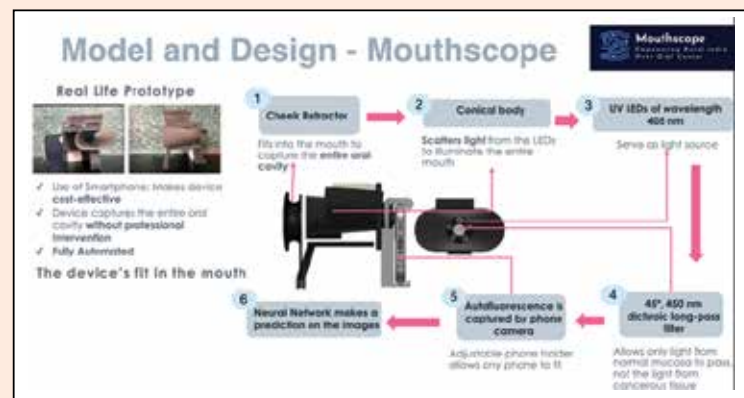 Model and Design - Mouthscope
Mouthscope
Empowering Rural India
Over Oral Cancer
Real Life Prototype
✓ Use of Smartphone: Makes device
cost-effective
✓ Device captures the entire oral
cavity without professional
intervention
✓ Fully Automated
The device's fit in the mouth
1
Cheek Retractor
Fits into the mouth to
capture the entire oral
cavity
2
Conical body
Scatters light from the LEDs
to illuminate the entire
mouth
3
UV LEDs of wavelength
405 nm
Serve as light source
4
45°, 450 nm
dichroic long-pass
filter
Allows only light from
normal mucosa to pass,
not the light from
cancerous tissue
5
Autofluorescence is
captured by phone
camera
Adjustable phone holder
allows any phone to fit
6
Neural Network makes a
prediction on the images